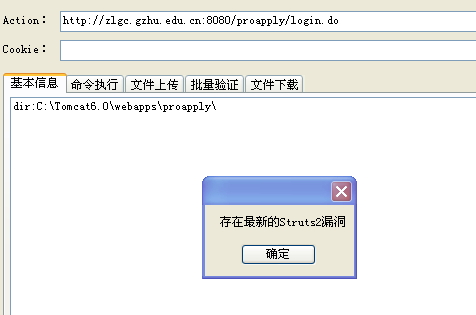 Action： http://zlgc.gzhu.edu.cn:8080/proapply/login.do
Cookie：
基本信息 命令执行 文件上传 批量验证 文件下载
dir:C:\Tomcat6.0\webapps\proapply\
存在最新的Struts2漏洞
确定